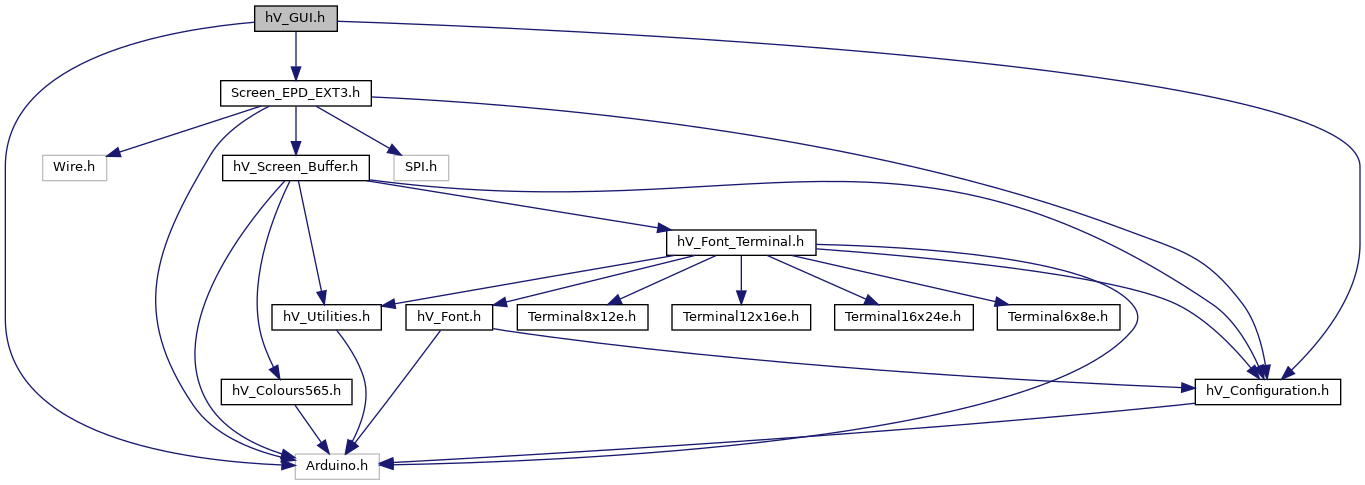 hV_GUI.h
Screen_EPD_EXT3.h
Wire.h
hV_Screen_Buffer.h
SPI.h
hV_Font_Terminal.h
hV_Utilities.h
hV_Font.h
Terminal8x12e.h
Terminal12x16e.h
Terminal16x24e.h
Terminal6x8e.h
hV_Colours565.h
hV_Configuration.h
Arduino.h